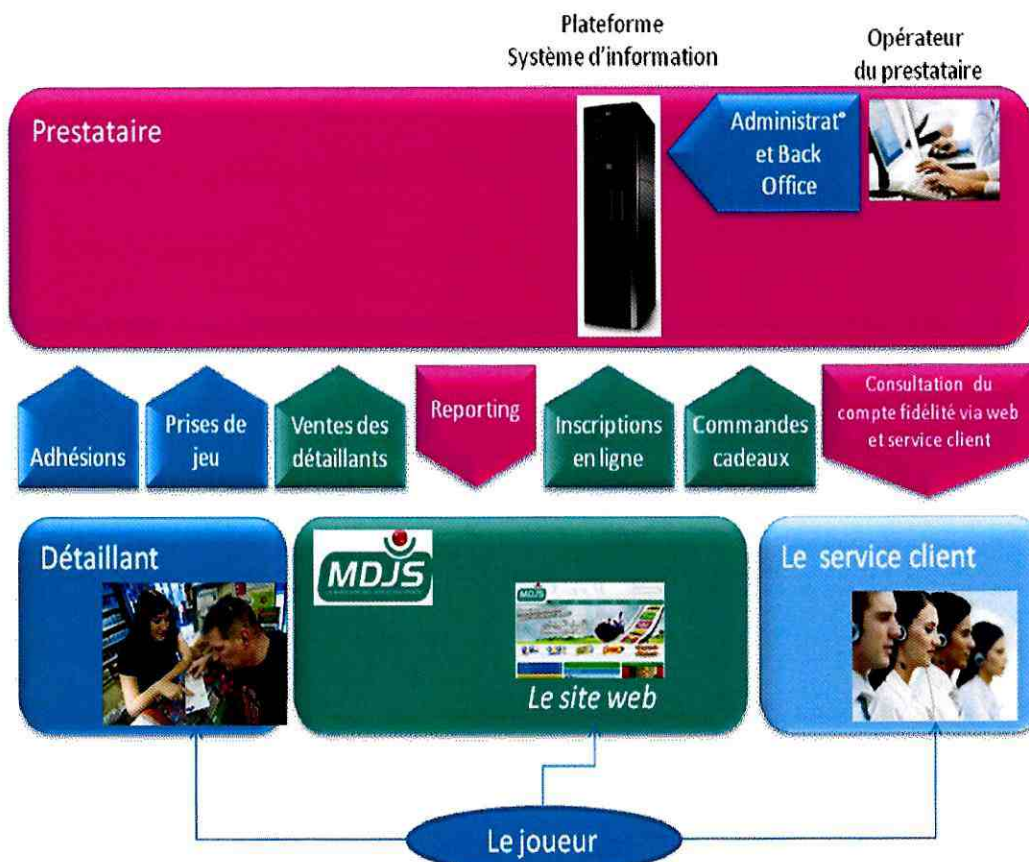 Plateforme
Système d'information
Opérateur
du prestataire
Prestataire
Administrat°
et Back
Office
Adhésions
Prises de
jeu
Ventes des
détaillants
Reporting
Inscriptions
en ligne
Commandes
cadeaux
Consultation du
compte fidélité via web
et service client
Détaillant
MDJS
MDJS
Le site web
Le service client
Le joueur